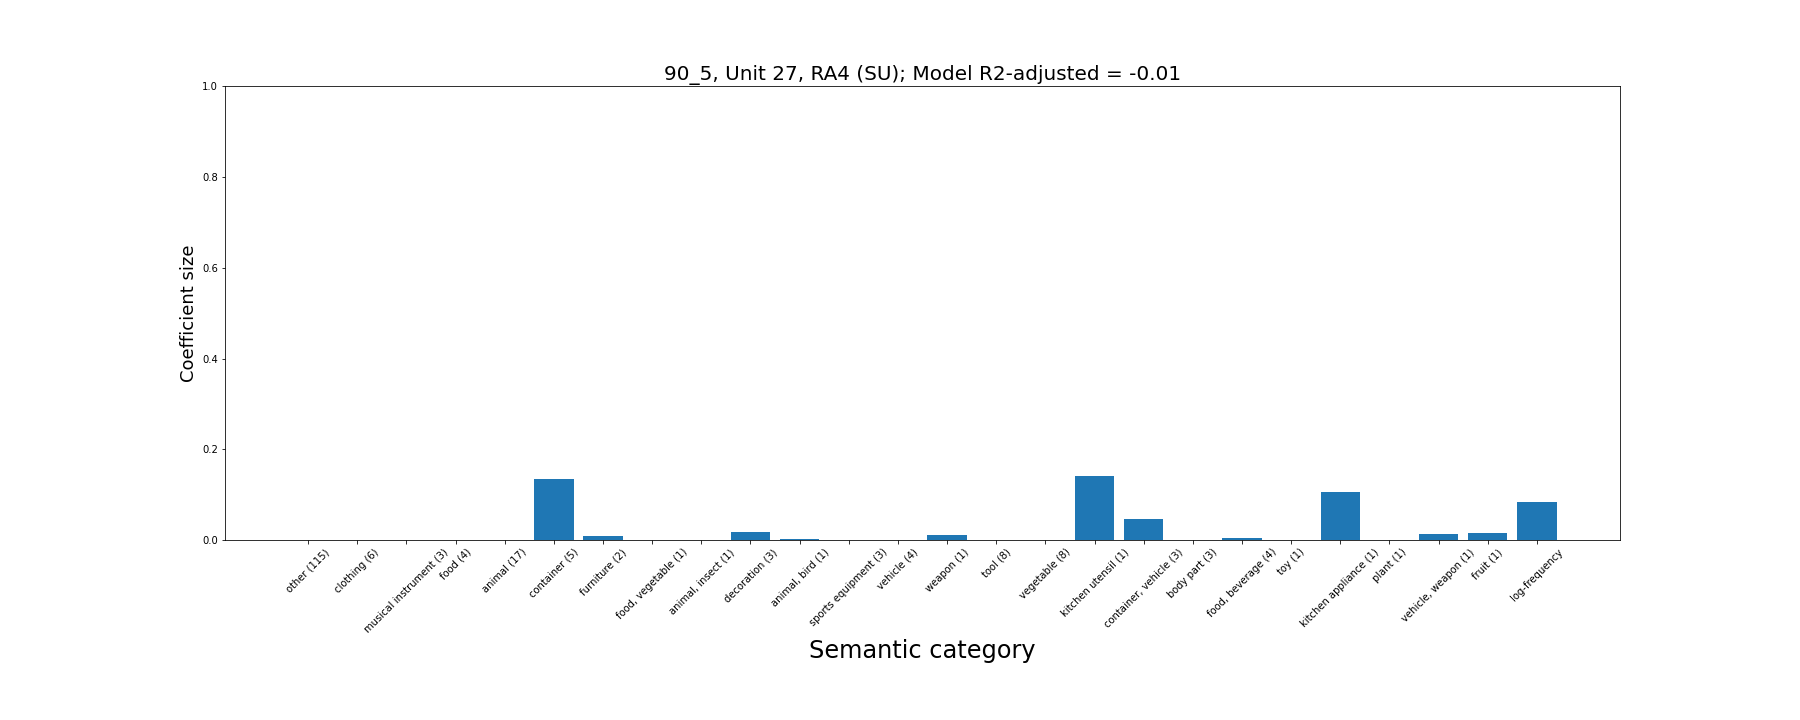 90_5, Unit 27, RA4 (SU); Model R2-adjusted = -0.01
Coefficient size
1.0
0.8
0.6
0.4
0.2
0.0
other (115)
clothing (6)
musical instrument (3)
food (4)
animal (17)
container (5)
furniture (2)
food, vegetable (1)
animal, insect (1)
decoration (3)
animal, bird (1)
sports equipment (3)
vehicle (4)
weapon (1)
tool (8)
vegetable (8)
kitchen utensil (1)
container, vehicle (3)
body part (3)
food, beverage (4)
toy (1)
kitchen appliance (1)
plant (1)
vehicle, weapon (1)
fruit (1)
log-frequency
Semantic category